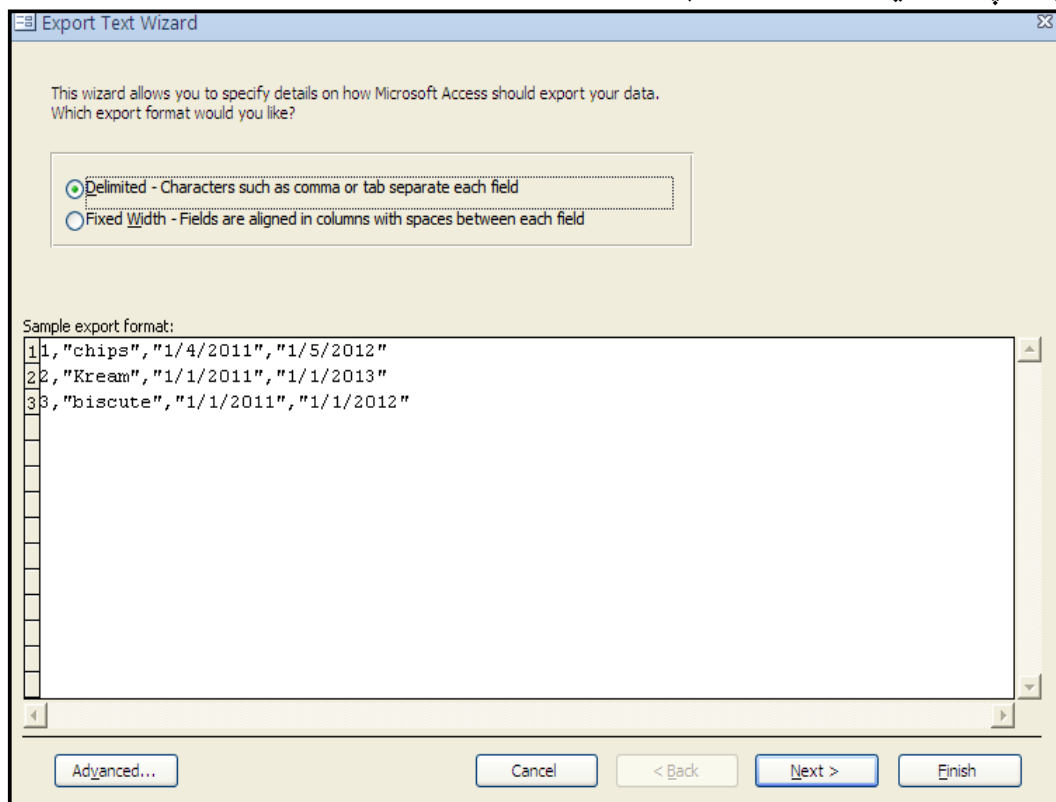 Export Text Wizard
This wizard allows you to specify details on how Microsoft Access should export your data.
Which export format would you like?
Delimited - Characters such as comma or tab separate each field
Fixed Width - Fields are aligned in columns with spaces between each field
Sample export format:
1 1,"chips","1/4/2011","1/5/2012"
2 2,"Kream","1/1/2011","1/1/2013"
3 3,"biscute","1/1/2011","1/1/2012"
Advanced... Cancel < Back Next > Finish